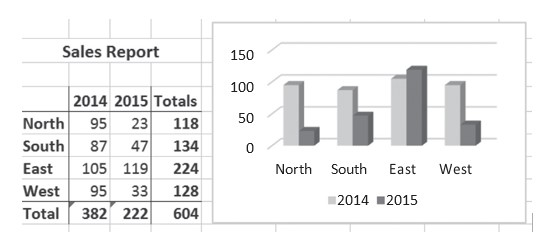 Sales Report
2014 2015 Totals
North 95 23 118
South 87 47 134
East 105 119 224
West 95 33 128
Total 382 222 604
150
100
50
0
North South East West
2014 2015